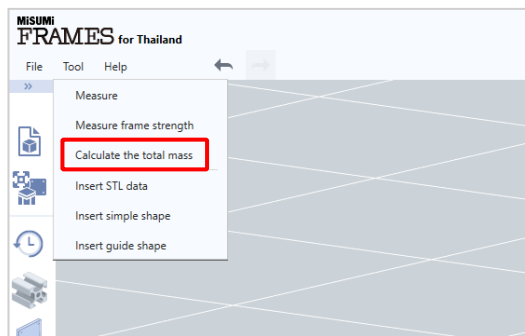 MiSUMi
FRAMES for Thailand
File Tool Help
»
Measure
Measure frame strength
Calculate the total mass
Insert STL data
Insert simple shape
Insert guide shape